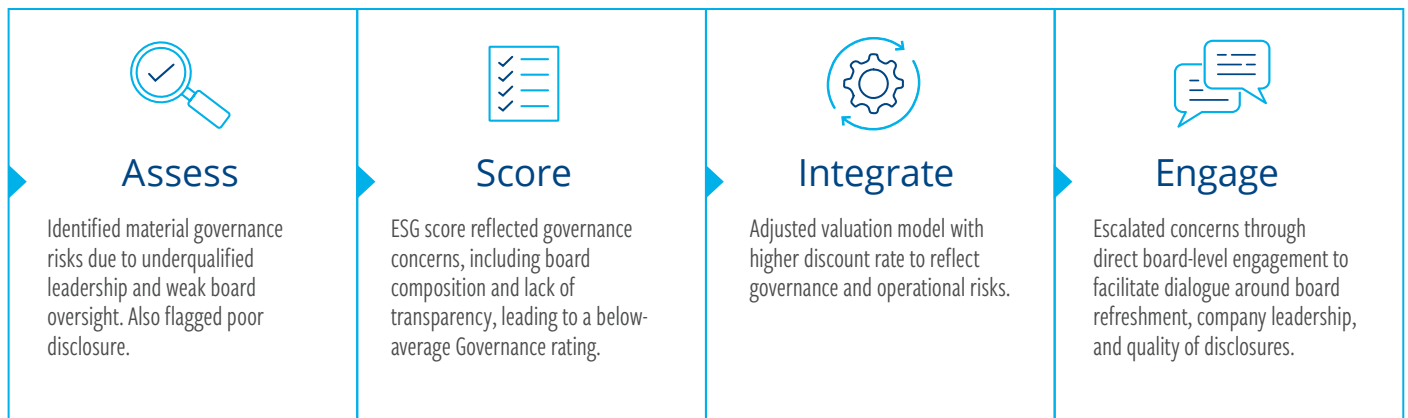 Assess
Identified material governance
risks due to underqualified
leadership and weak board
oversight. Also flagged poor
disclosure.
Score
ESG score reflected governance
concerns, including board
composition and lack of
transparency, leading to a below-
average Governance rating.
Integrate
Adjusted valuation model with
higher discount rate to reflect
governance and operational risks.
Engage
Escalated concerns through
direct board-level engagement to
facilitate dialogue around board
refreshment, company leadership,
and quality of disclosures.